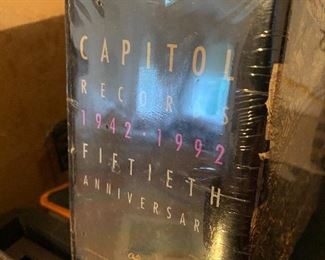 CAPITOL
RECORDS
1942 · 1992
FIFTIETH
ANNIVERSARY